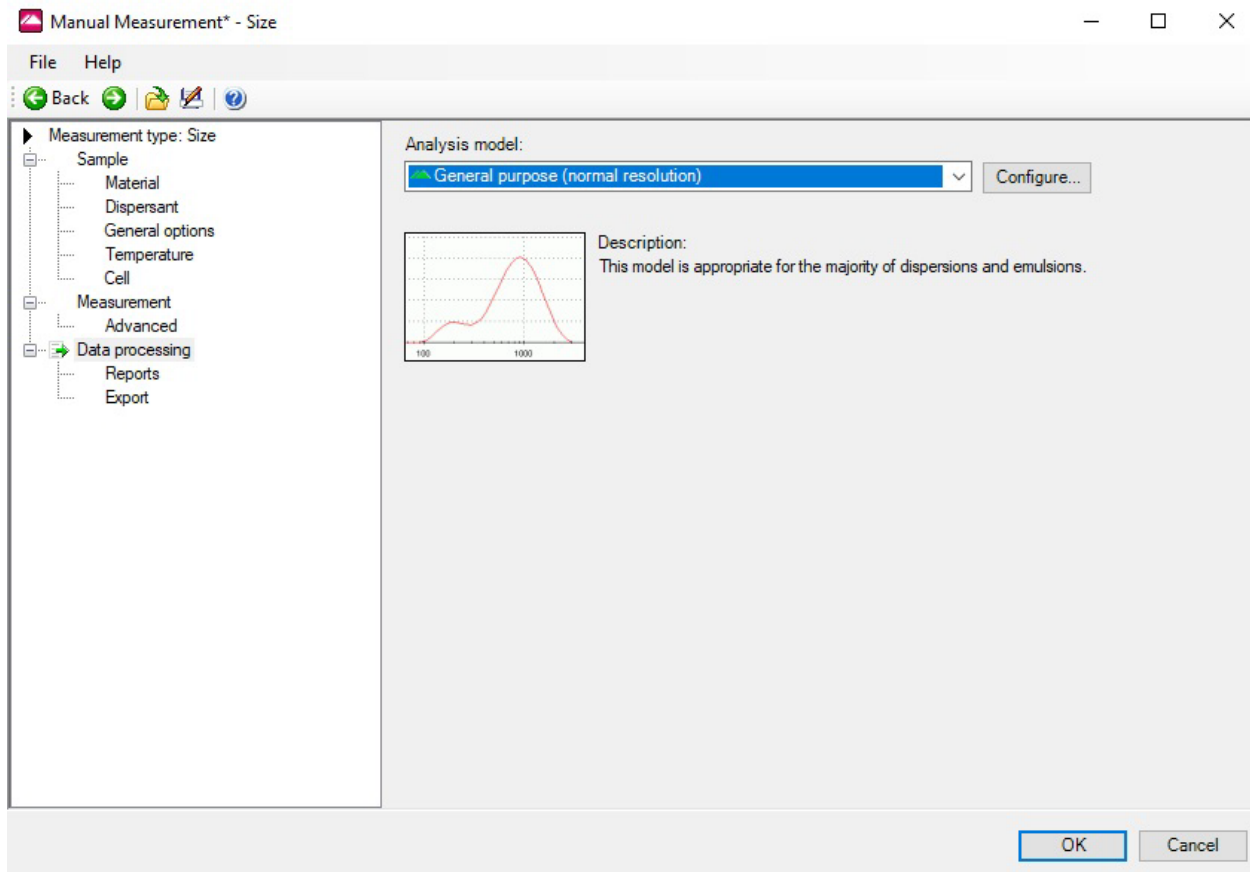 Manual Measurement* - Size
File Help
Back
Measurement type: Size
Sample
Material
Dispersant
General options
Temperature
Cell
Measurement
Advanced
Data processing
Reports
Export
Analysis model:
General purpose (normal resolution)
Configure...
Description:
This model is appropriate for the majority of dispersions and emulsions.
100 1000
OK Cancel